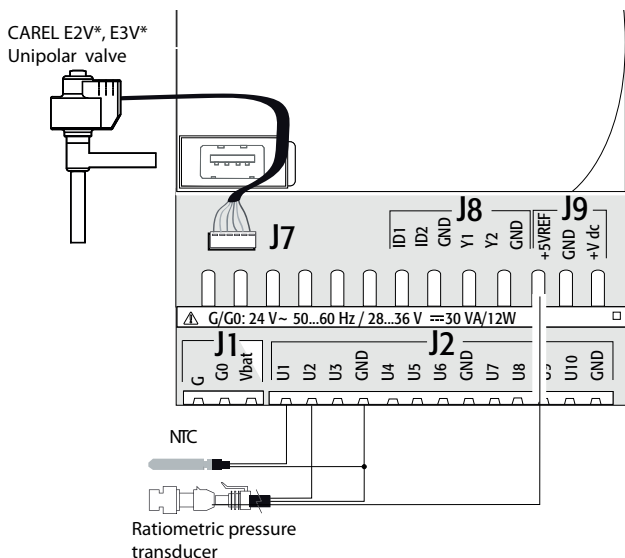 CAREL E2V*, E3V*
Unipolar valve
J7
J8
J9
ID1
ID2
GND
Y1
Y2
GND
+5VREF
GND
+V dc
⚠ G/G0: 24 V~ 50...60 Hz / 28...36 V ⎓30 VA/12W
J1
J2
G
G0
Vbat
U1
U2
U3
GND
U4
U5
U6
GND
U7
U8
U10
GND
NTC
Ratiometric pressure
transducer